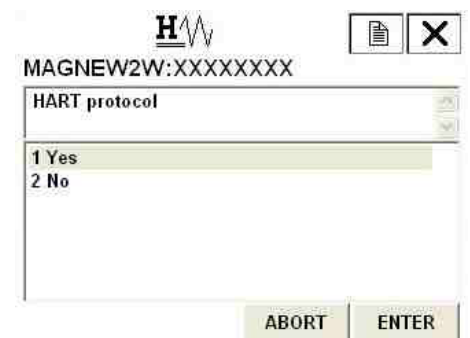 H
MAGNEW2W:XXXXXXXX
HART protocol
1 Yes
2 No
ABORT ENTER